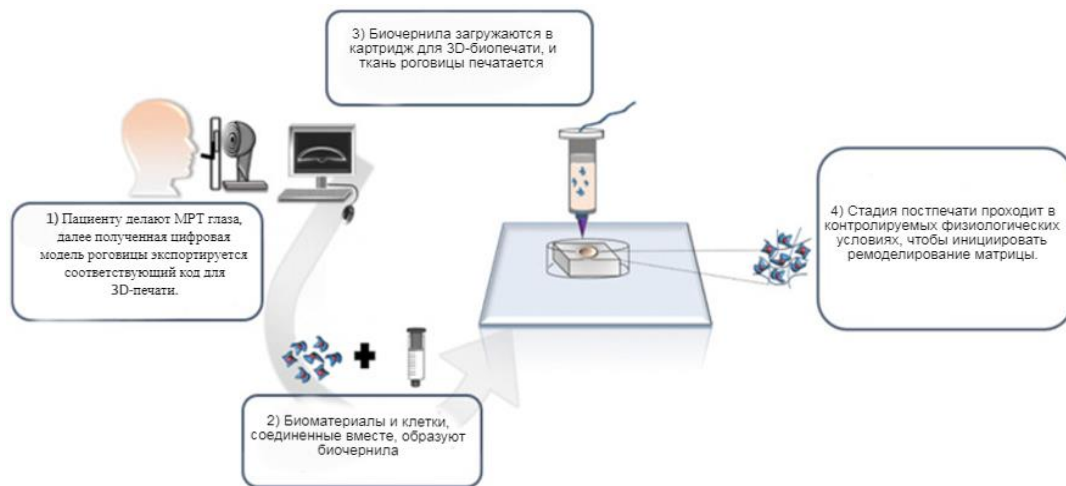 1) Пациенту делают МРТ глаза,
далее полученная цифровая
модель роговицы экспортируется
соответствующий код для
3D-печати.
2) Биоматериалы и клетки,
соединенные вместе, образуют
биочернила
3) Биочернила загружаются в
картридж для 3D-биопечати, и
ткань роговицы печатается
4) Стадия постпечати проходит в
контролируемых физиологических
условиях, чтобы инициировать
ремоделирование матрицы.